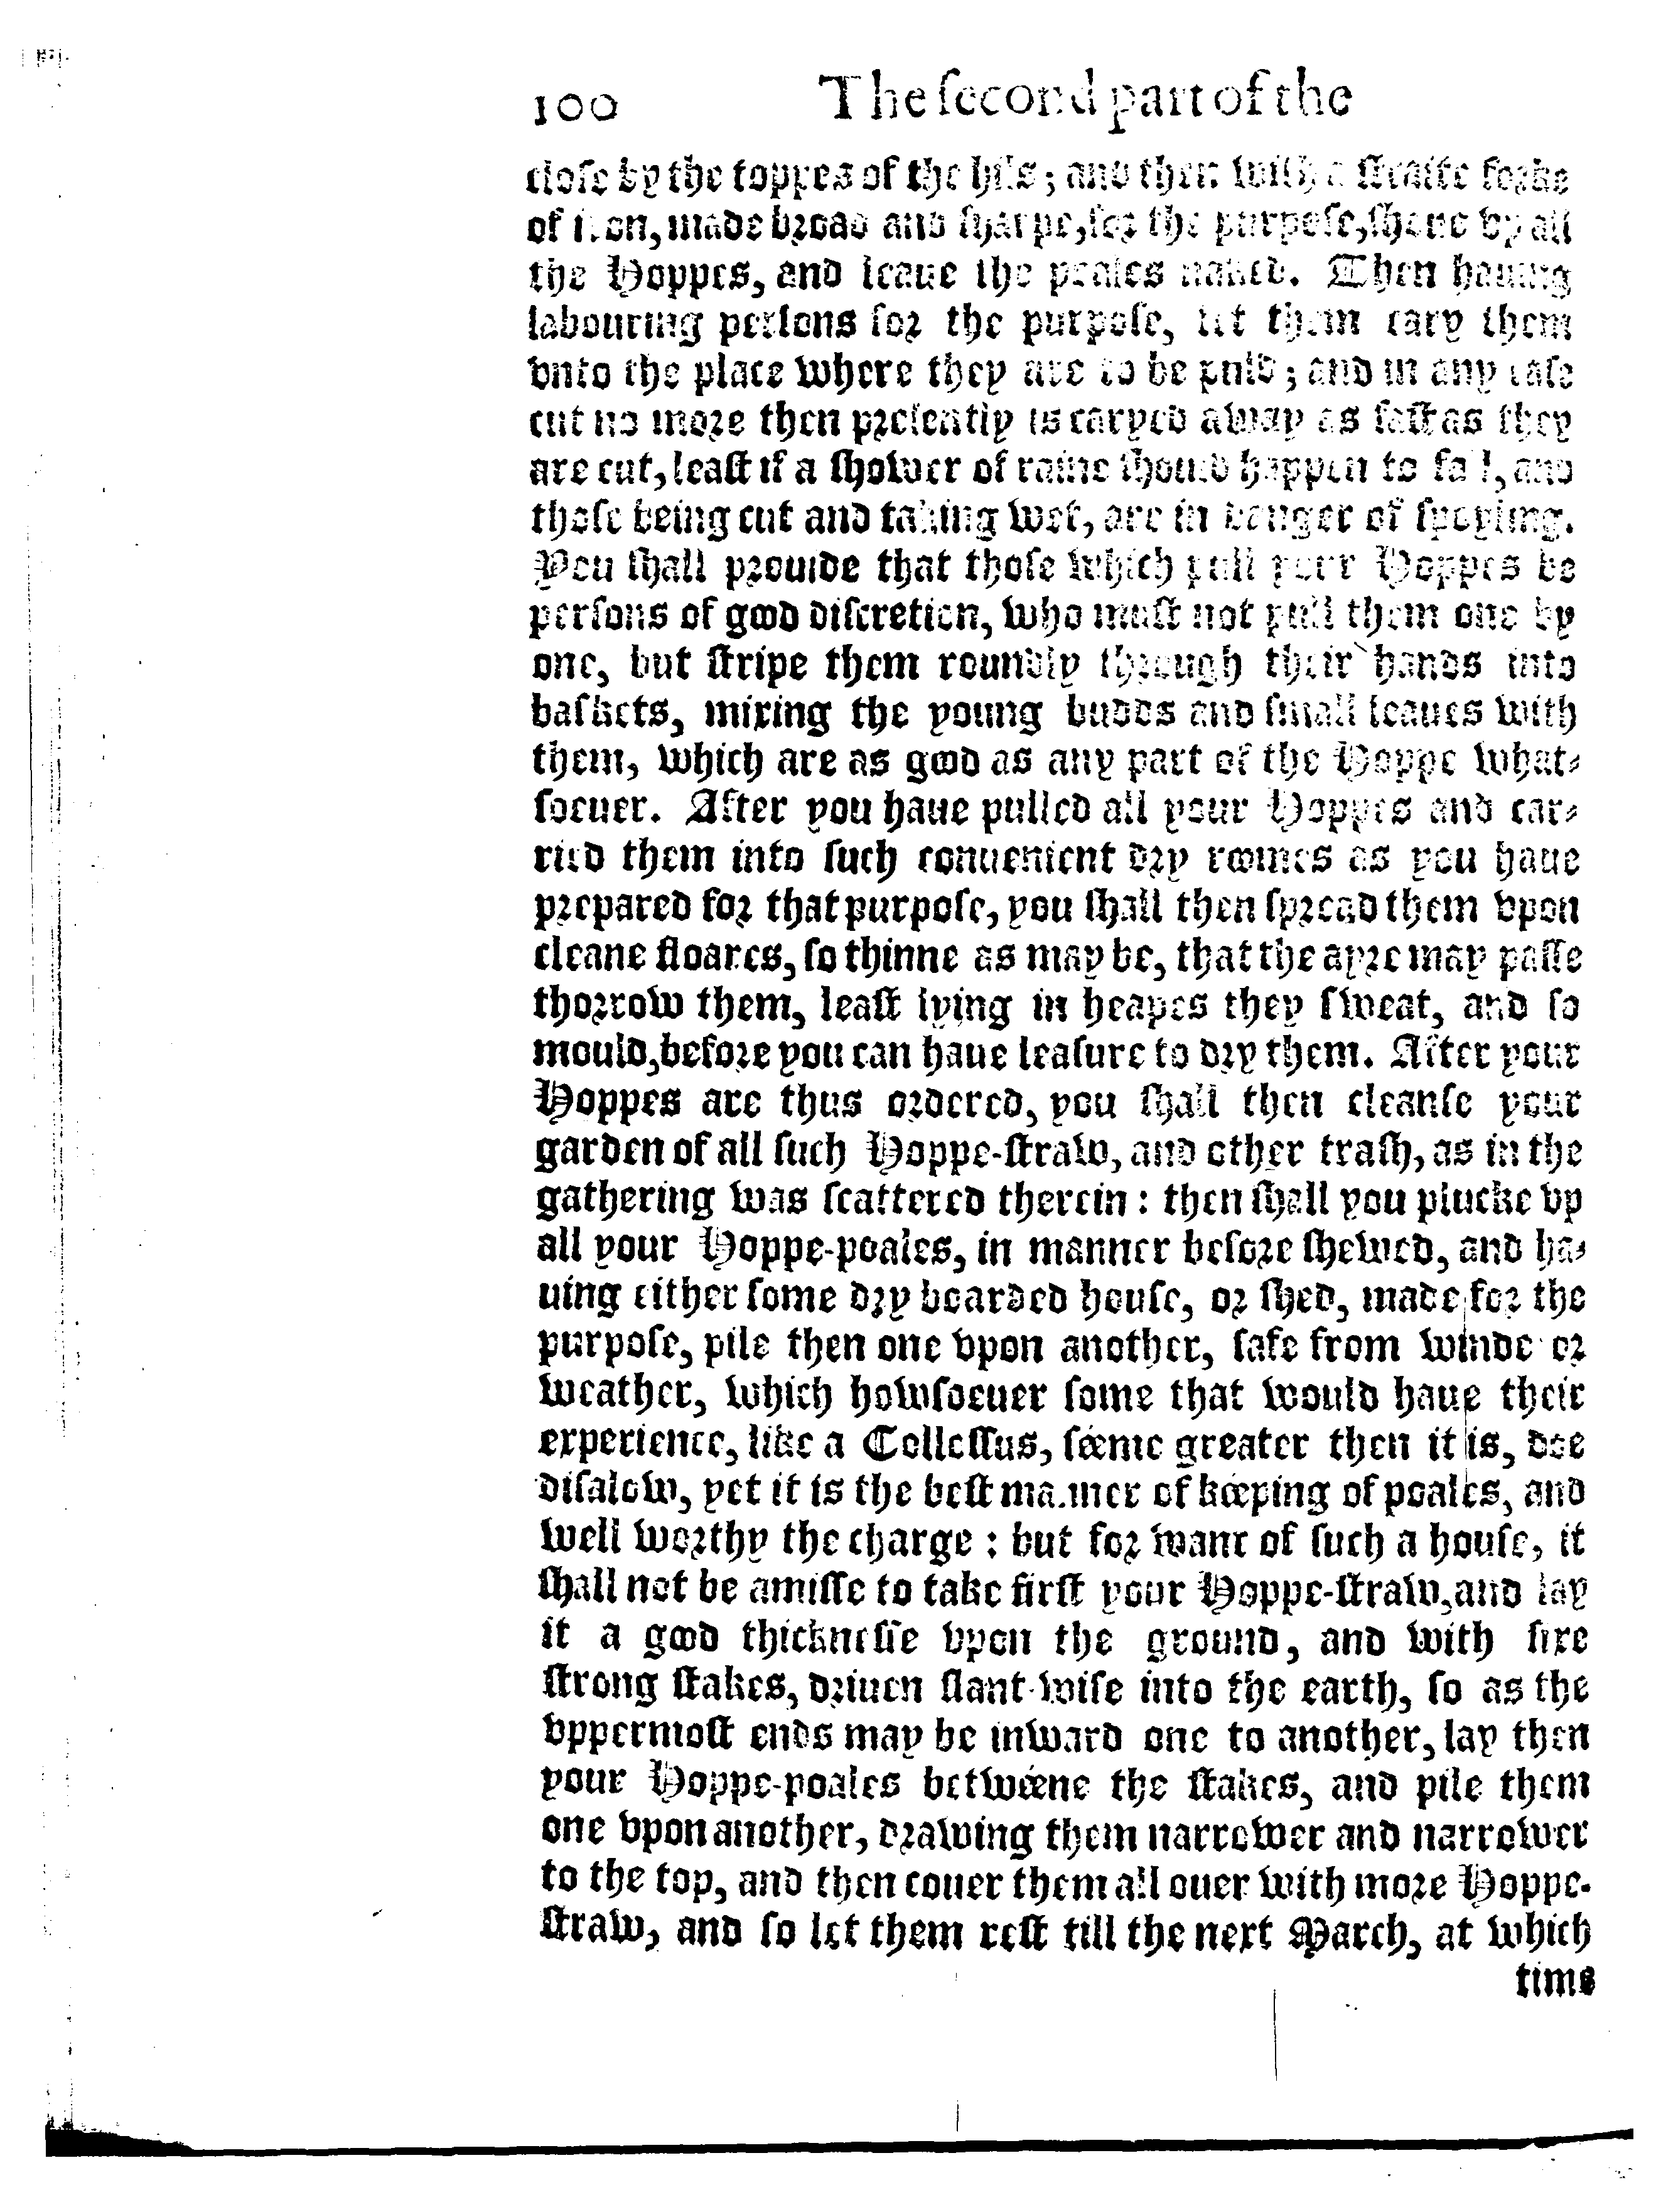 100 The ſecond part of the
cloſe by the toppes of the hils; and then with a ſtraite forke
of iron, made broad and ſharpe, for the purpoſe, ſhoue vp all
the Hoppes, and leaue the poales naked. Then hauing
labouring perſons for the purpoſe, let them cary them
vnto the place where they are to be puld; and in any caſe
cut no more then preſently is caryed away as faſt as they
are cut, leaſt if a ſhower of raine ſhould happen to fall, and
thoſe being cut and taking wet, are in danger of ſpoyling.
You ſhall prouide that thoſe which pull your Hoppes be
perſons of good diſcretion, who muſt not pull them one by
one, but ſtripe them roundly through their hands into
baſkets, mixing the young budds and ſmall leaues with
them, which are as good as any part of the Hoppe what-
ſoeuer. After you haue pulled all your Hoppes and car-
ried them into ſuch conuenient dry roomes as you haue
prepared for that purpoſe, you ſhall then ſpread them vpon
cleane floares, ſo thinne as may be, that the ayre may paſſe
thorrow them, leaſt lying in heapes they ſweat, and ſo
mould, before you can haue leaſure to dry them. After your
Hoppes are thus ordered, you ſhall then cleanſe your
garden of all ſuch Hoppe-ſtraw, and other traſh, as in the
gathering was ſcattered therein: then ſhall you plucke vp
all your Hoppe-poales, in manner before ſhewed, and ha-
uing either ſome dry boarded houſe, or ſhed, made for the
purpoſe, pile then one vpon another, ſafe from winde or
weather, which howſoeuer ſome that would haue their
experience, like a Colloſſus, ſeeme greater then it is, doe
diſalow, yet it is the beſt manner of keeping of poales, and
well worthy the charge: but for want of ſuch a houſe, it
ſhall not be amiſſe to take firſt your Hoppe-ſtraw, and lay
it a good thickneſſe vpon the ground, and with ſixe
ſtrong ſtakes, driuen ſlant-wiſe into the earth, ſo as the
vppermoſt ends may be inward one to another, lay then
your Hoppe-poales betweene the ſtakes, and pile them
one vpon another, drawing them narrower and narrower
to the top, and then couer them all ouer with more Hoppe-
ſtraw, and ſo let them reſt till the next March, at which
time